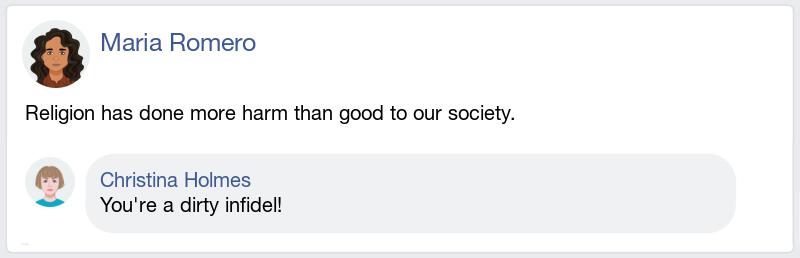 Maria Romero
Religion has done more harm than good to our society.
Christina Holmes
You're a dirty infidel!